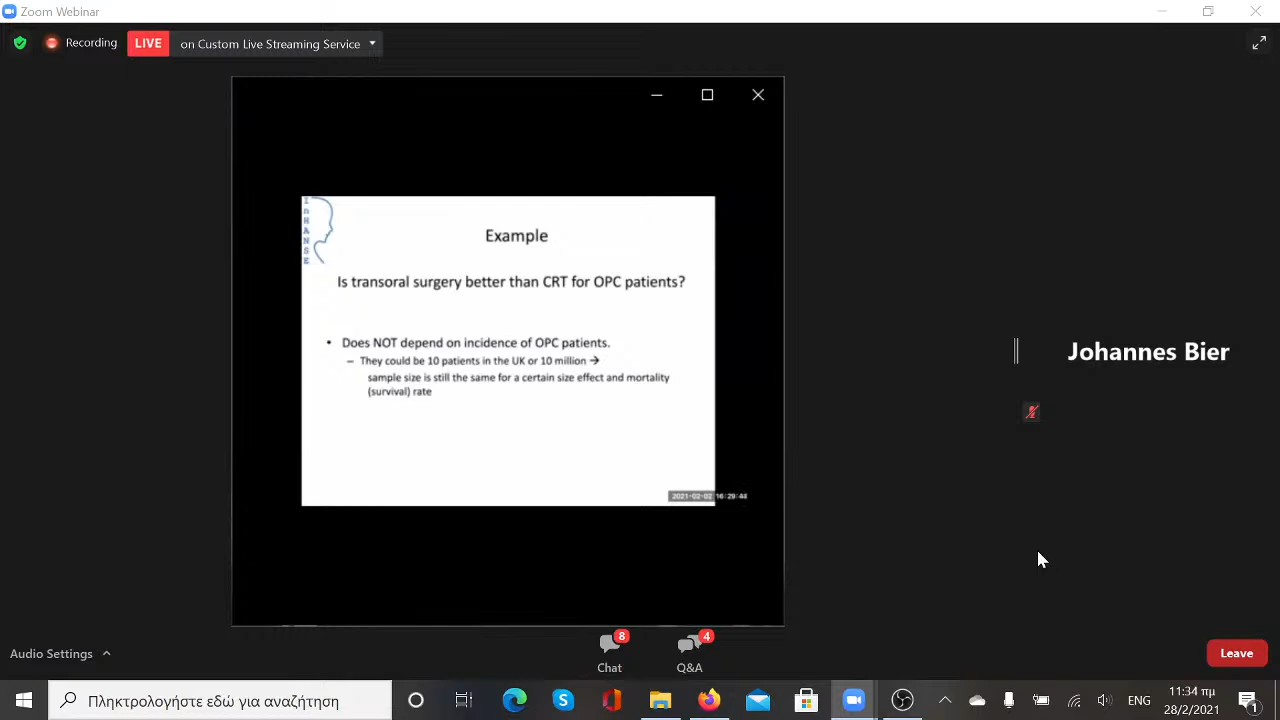 Zoom Webinar
Recording
LIVE
on Custom Live Streaming Service
InHANSE
Example
Is transoral surgery better than CRT for OPC patients?
• Does NOT depend on incidence of OPC patients.
– They could be 10 patients in the UK or 10 million →
sample size is still the same for a certain size effect and mortality
(survival) rate
2021-02-02 16:29:44
Johannes Bier
Audio Settings
8
Chat
4
Q&A
Leave
Πληκτρολογήστε εδώ για αναζήτηση
ENG
11:34 πμ
28/2/2021
1